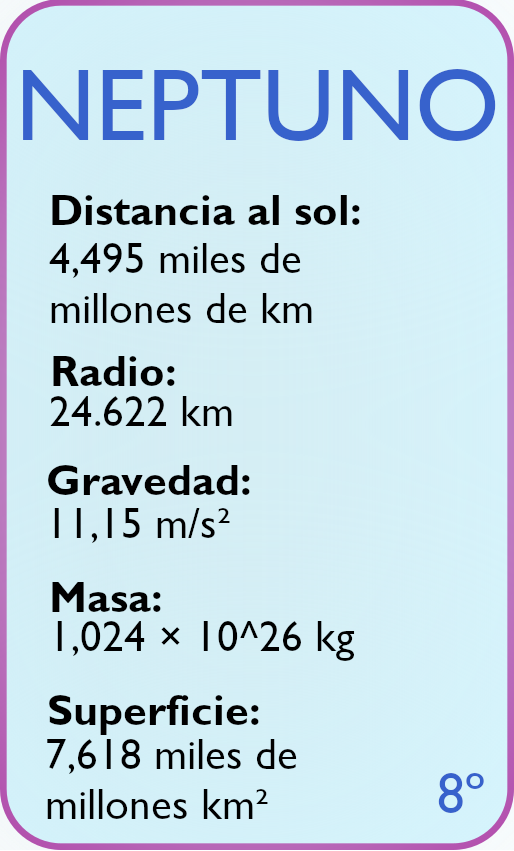 NEPTUNO
Distancia al sol:
4,495 miles de
millones de km
Radio:
24.622 km
Gravedad:
11,15 m/s²
Masa:
1,024 × 10^26 kg
Superficie:
7,618 miles de
millones km²
8º